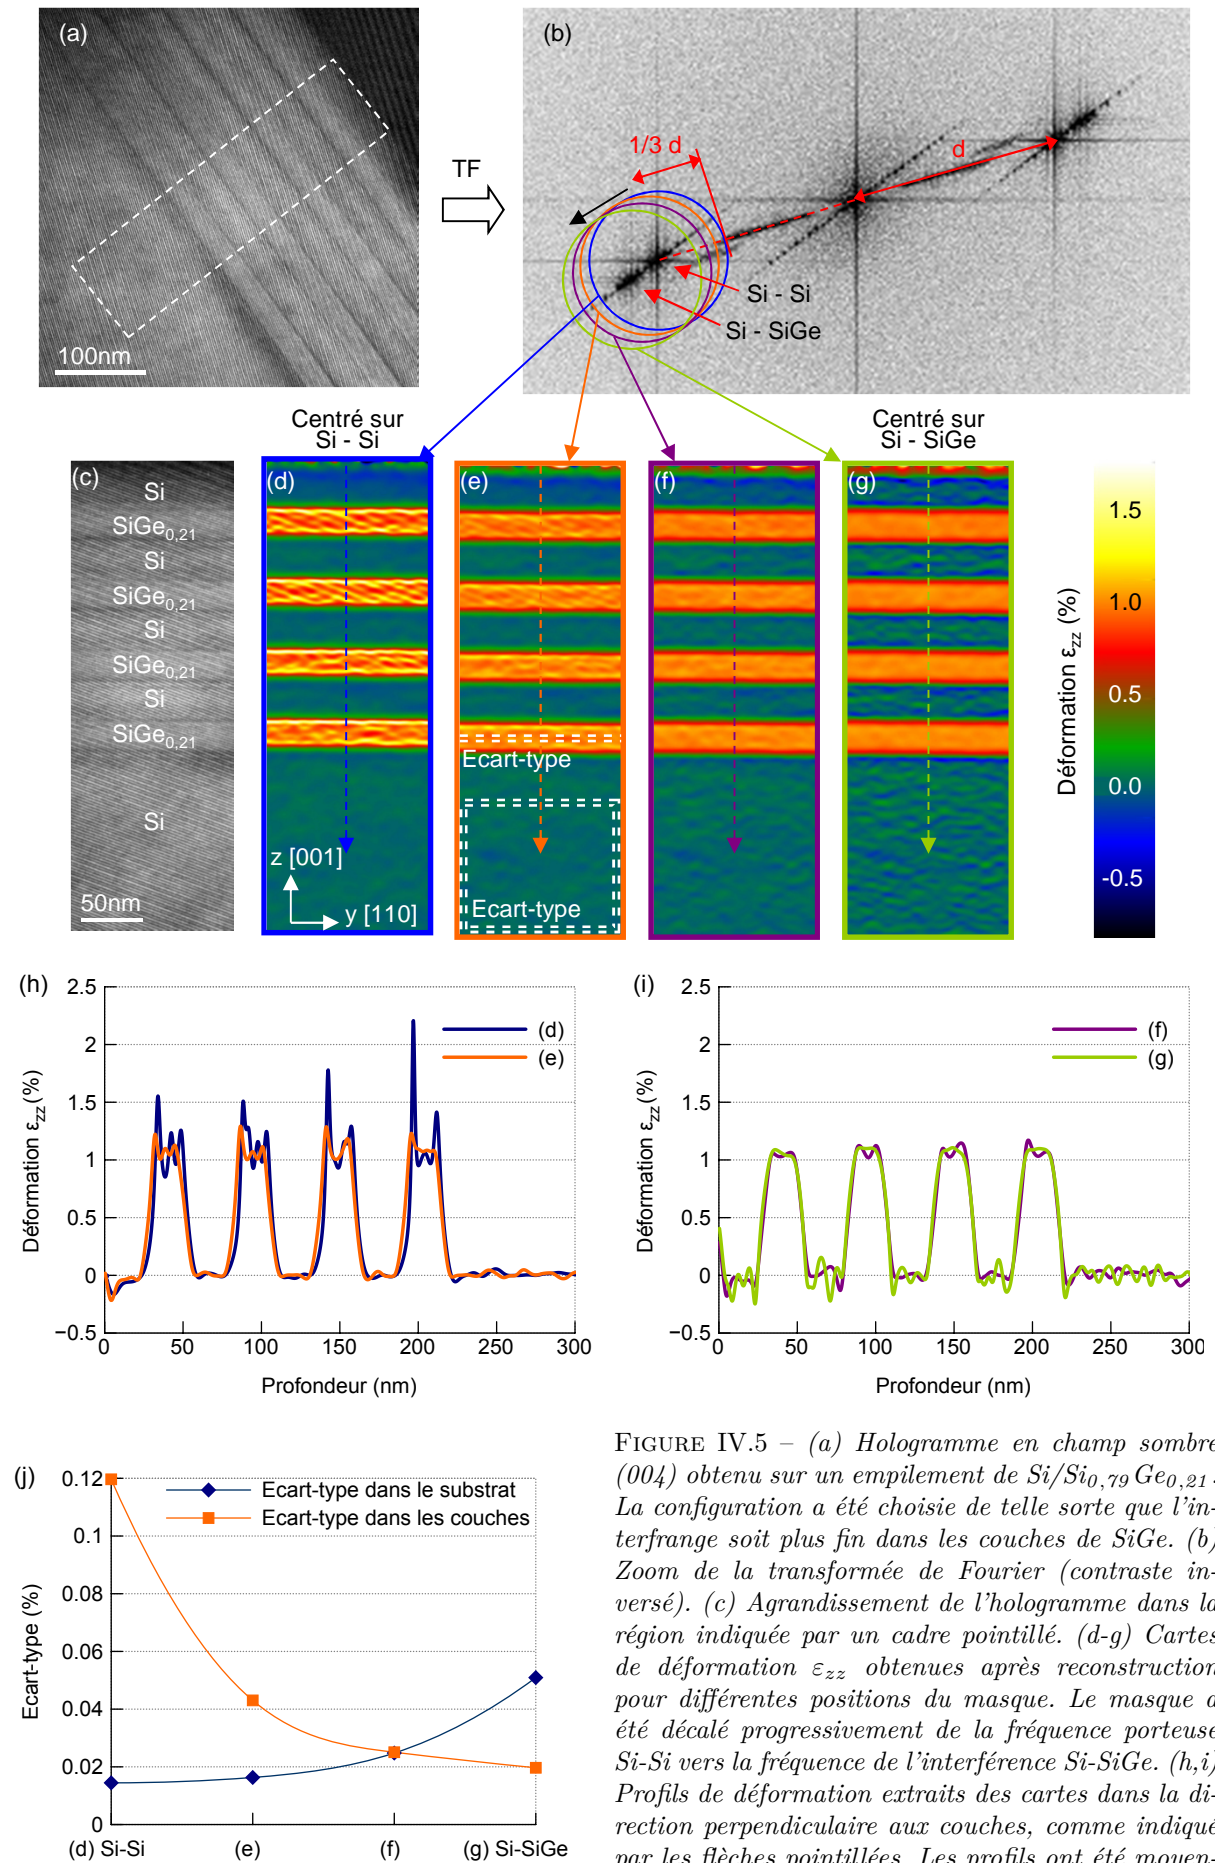 (a)
100nm
TF
(b)
1/3 d
d
Si - Si
Si - SiGe
Centré sur
Si - Si
Centré sur
Si - SiGe
(c)
Si
SiGe0,21
Si
SiGe0,21
Si
SiGe0,21
Si
SiGe0,21
Si
50nm
(d)
z [001]
y [110]
(e)
Ecart-type
Ecart-type
(f)
(g)
1.5
1.0
0.5
0.0
-0.5
Déformation εzz (%)
(h)
2.5
2
1.5
1
0.5
0
−0.5
0 50 100 150 200 250 300
Déformation εzz(%)
Profondeur (nm)
(d)
(e)
(i)
2.5
2
1.5
1
0.5
0
−0.5
0 50 100 150 200 250 300
Déformation εzz(%)
Profondeur (nm)
(f)
(g)
(j)
0.12
0.1
0.08
0.06
0.04
0.02
0
Ecart-type (%)
Ecart-type dans le substrat
Ecart-type dans les couches
(d) Si-Si (e) (f) (g) Si-SiGe
FIGURE IV.5 – (a) Hologramme en champ sombre
(004) obtenu sur un empilement de Si/Si0,79Ge0,21.
La configuration a été choisie de telle sorte que l'in-
terfrange soit plus fin dans les couches de SiGe. (b)
Zoom de la transformée de Fourier (contraste in-
versé). (c) Agrandissement de l'hologramme dans la
région indiquée par un cadre pointillé. (d-g) Cartes
de déformation εzz obtenues après reconstruction
pour différentes positions du masque. Le masque a
été décalé progressivement de la fréquence porteuse
Si-Si vers la fréquence de l'interférence Si-SiGe. (h,i)
Profils de déformation extraits des cartes dans la di-
rection perpendiculaire aux couches, comme indiqué
par les flèches pointillées. Les profils ont été moyen-